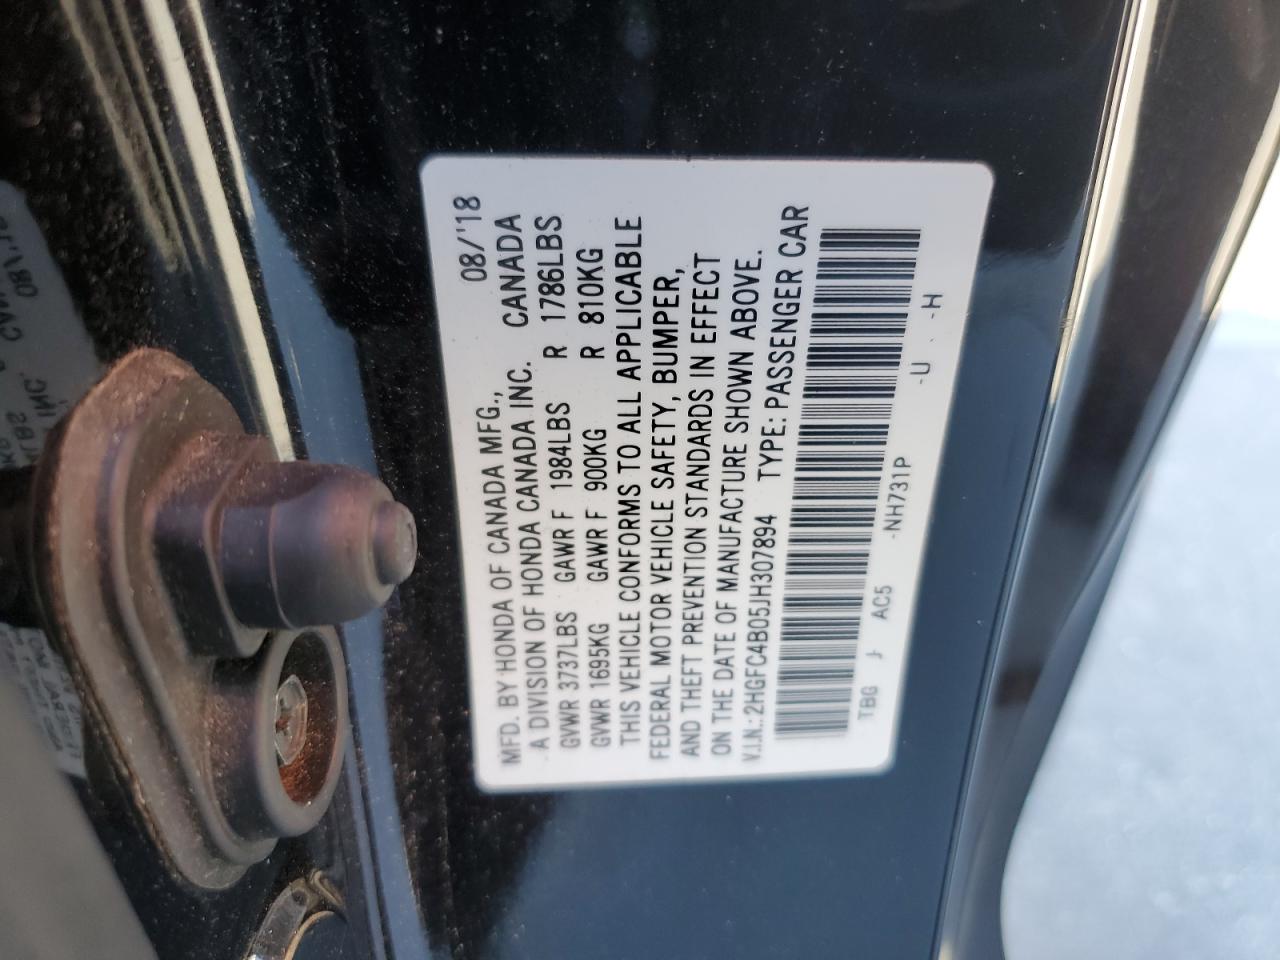 MFD. BY HONDA OF CANADA MFG., 08/'18
A DIVISION OF HONDA CANADA INC. CANADA
GVWR 3737LBS GAWR F 1984LBS R 1786LBS
GVWR 1695KG GAWR F 900KG R 810KG
THIS VEHICLE CONFORMS TO ALL APPLICABLE
FEDERAL MOTOR VEHICLE SAFETY, BUMPER,
AND THEFT PREVENTION STANDARDS IN EFFECT
ON THE DATE OF MANUFACTURE SHOWN ABOVE.
V.I.N.: 2HGFC4B05JH307894 TYPE: PASSENGER CAR
TBG J AC5 -NH731P -U -H